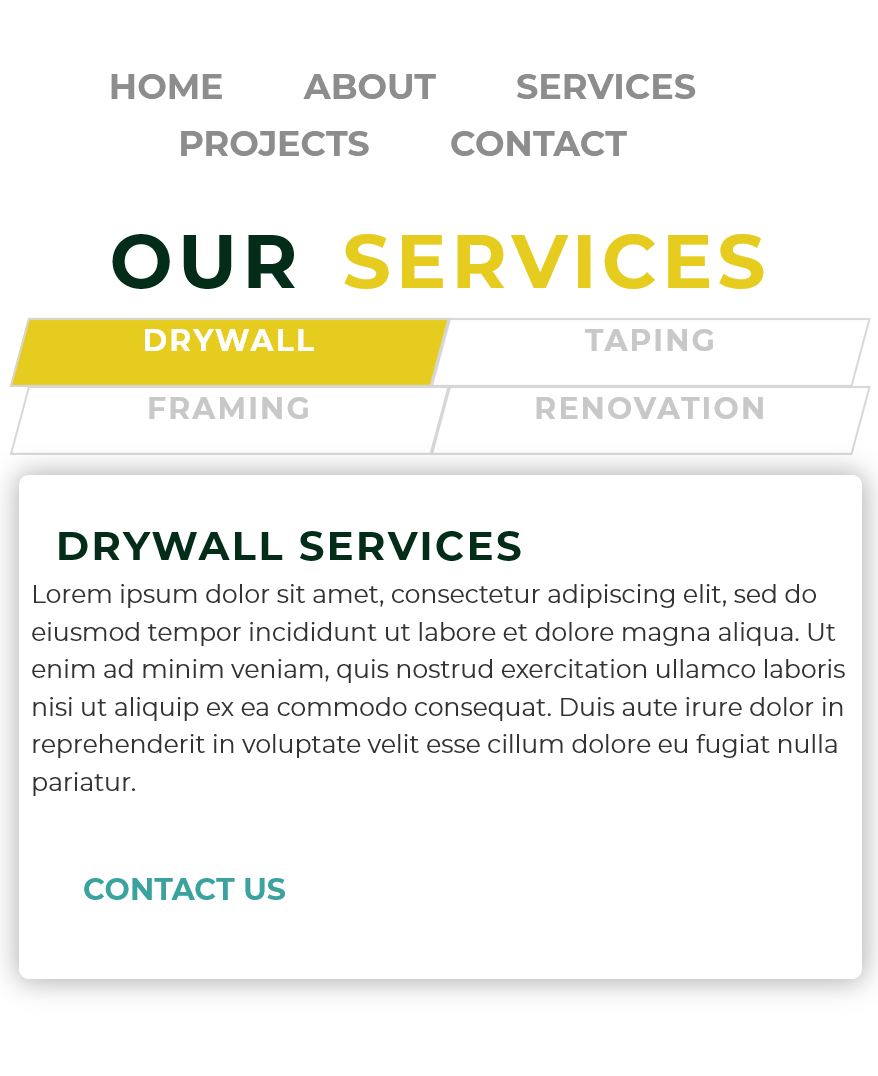 HOME ABOUT SERVICES
PROJECTS CONTACT
OUR SERVICES
DRYWALL TAPING
FRAMING RENOVATION
DRYWALL SERVICES
Lorem ipsum dolor sit amet, consectetur adipiscing elit, sed do
eiusmod tempor incididunt ut labore et dolore magna aliqua. Ut
enim ad minim veniam, quis nostrud exercitation ullamco laboris
nisi ut aliquip ex ea commodo consequat. Duis aute irure dolor in
reprehenderit in voluptate velit esse cillum dolore eu fugiat nulla
pariatur.
CONTACT US